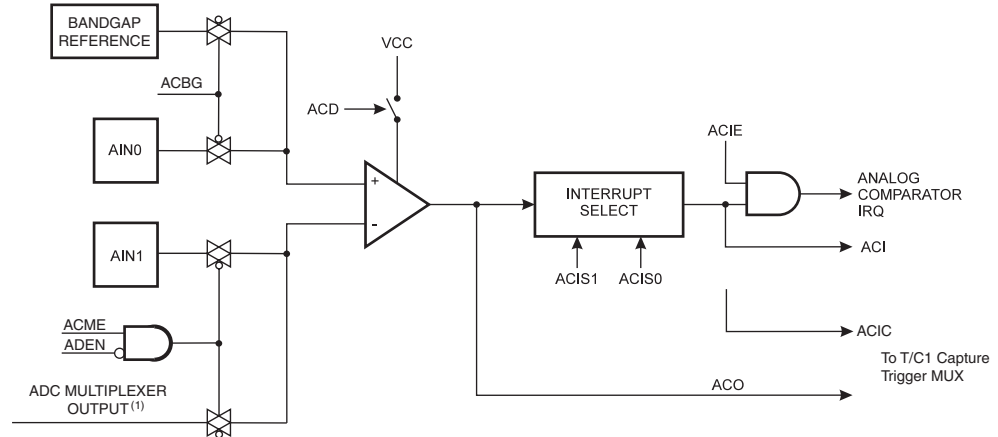 BANDGAP
REFERENCE
ACBG
VCC
ACD
AIN0
+
-
ACIE
INTERRUPT
SELECT
ANALOG
COMPARATOR
IRQ
AIN1
ACI
ACIS1
ACIS0
ACME
ADEN
ACIC
To T/C1 Capture
Trigger MUX
ADC MULTIPLEXER
OUTPUT(1)
ACO